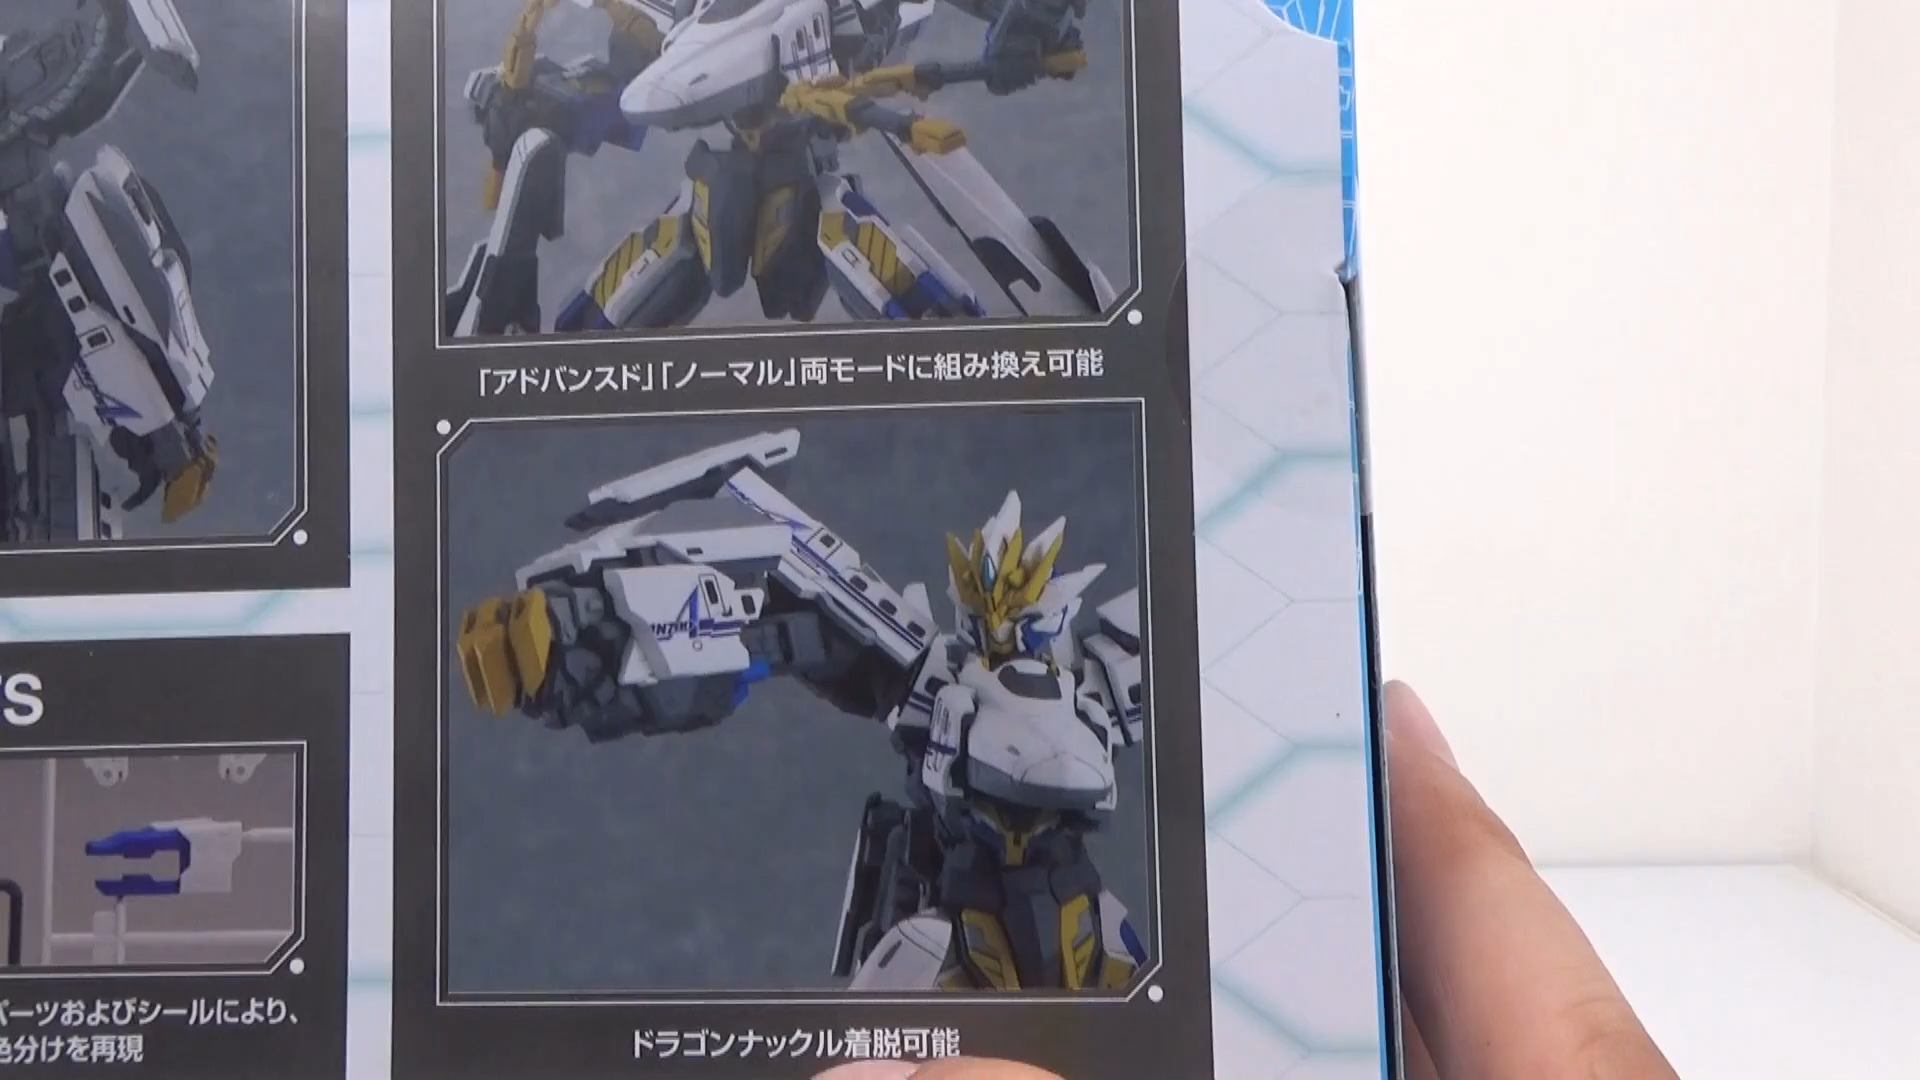 「アドバンスド」「ノーマル」両モードに組み換え可能
ドラゴンナックル着脱可能
TS
パーツおよびシールにより、
色分けを再現